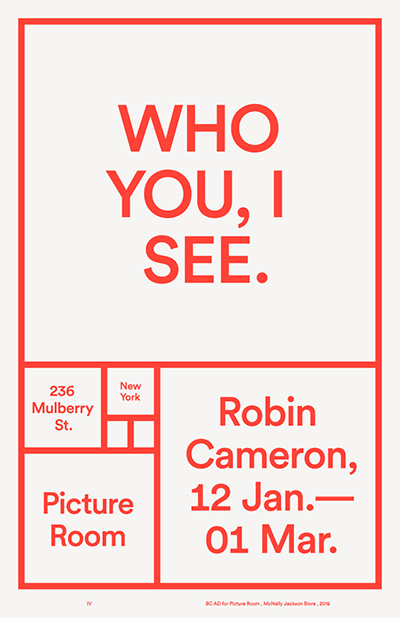 WHO
YOU, I
SEE.
236
Mulberry
St.
New
York
Picture
Room
Robin
Cameron,
12 Jan.—
01 Mar.
IV
BC AD for Picture Room , McNally Jackson Store , 2015